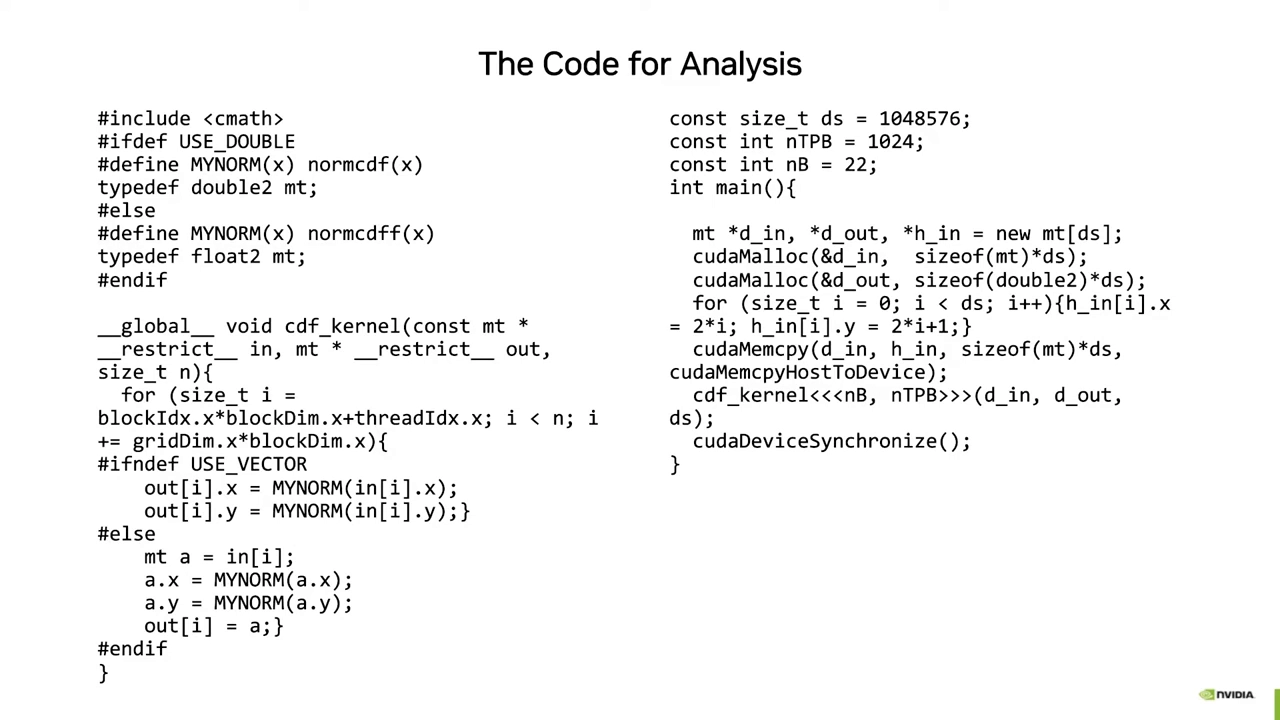 The Code for Analysis
#include <cmath>
#ifdef USE_DOUBLE
#define MYNORM(x) normcdf(x)
typedef double2 mt;
#else
#define MYNORM(x) normcdff(x)
typedef float2 mt;
#endif
__global__ void cdf_kernel(const mt *
__restrict__ in, mt * __restrict__ out,
size_t n){
  for (size_t i =
blockIdx.x*blockDim.x+threadIdx.x; i < n; i
+= gridDim.x*blockDim.x){
#ifndef USE_VECTOR
    out[i].x = MYNORM(in[i].x);
    out[i].y = MYNORM(in[i].y);}
#else
    mt a = in[i];
    a.x = MYNORM(a.x);
    a.y = MYNORM(a.y);
    out[i] = a;}
#endif
}
const size_t ds = 1048576;
const int nTPB = 1024;
const int nB = 22;
int main(){
  mt *d_in, *d_out, *h_in = new mt[ds];
  cudaMalloc(&d_in,  sizeof(mt)*ds);
  cudaMalloc(&d_out, sizeof(double2)*ds);
  for (size_t i = 0; i < ds; i++){h_in[i].x
= 2*i; h_in[i].y = 2*i+1;}
  cudaMemcpy(d_in, h_in, sizeof(mt)*ds,
cudaMemcpyHostToDevice);
  cdf_kernel<<<nB, nTPB>>>(d_in, d_out,
ds);
  cudaDeviceSynchronize();
}
NVIDIA